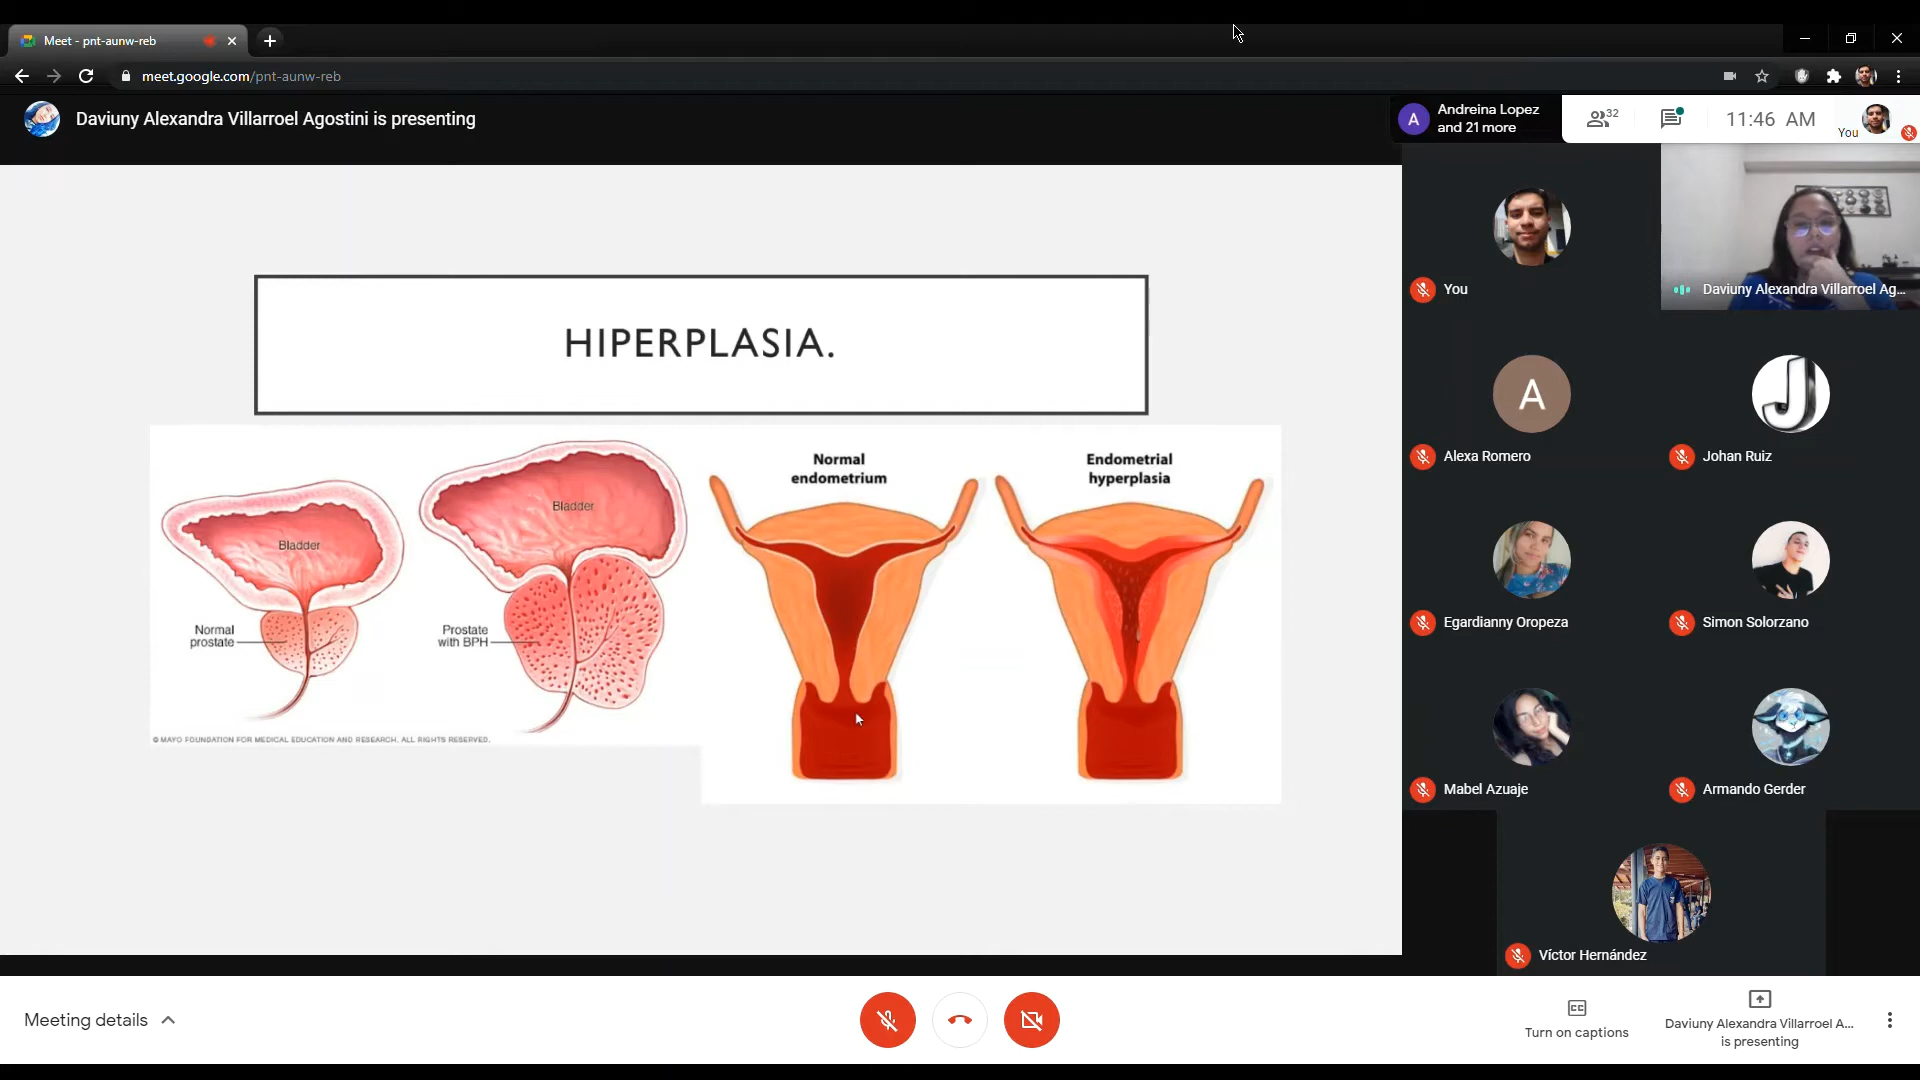 Meet - pnt-aunw-reb
meet.google.com/pnt-aunw-reb
Daviuny Alexandra Villarroel Agostini is presenting
A
Andreina Lopez
and 21 more
32
11:46 AM
You
HIPERPLASIA.
Bladder
Normal
prostate
Bladder
Prostate
with BPH
© MAYO FOUNDATION FOR MEDICAL EDUCATION AND RESEARCH. ALL RIGHTS RESERVED.
Normal
endometrium
Endometrial
hyperplasia
You
Daviuny Alexandra Villarroel Ag...
A
Alexa Romero
J
Johan Ruiz
Egardianny Oropeza
Simon Solorzano
Mabel Azuaje
Armando Gerder
Víctor Hernández
Meeting details
CC
Turn on captions
Daviuny Alexandra Villarroel A...
is presenting